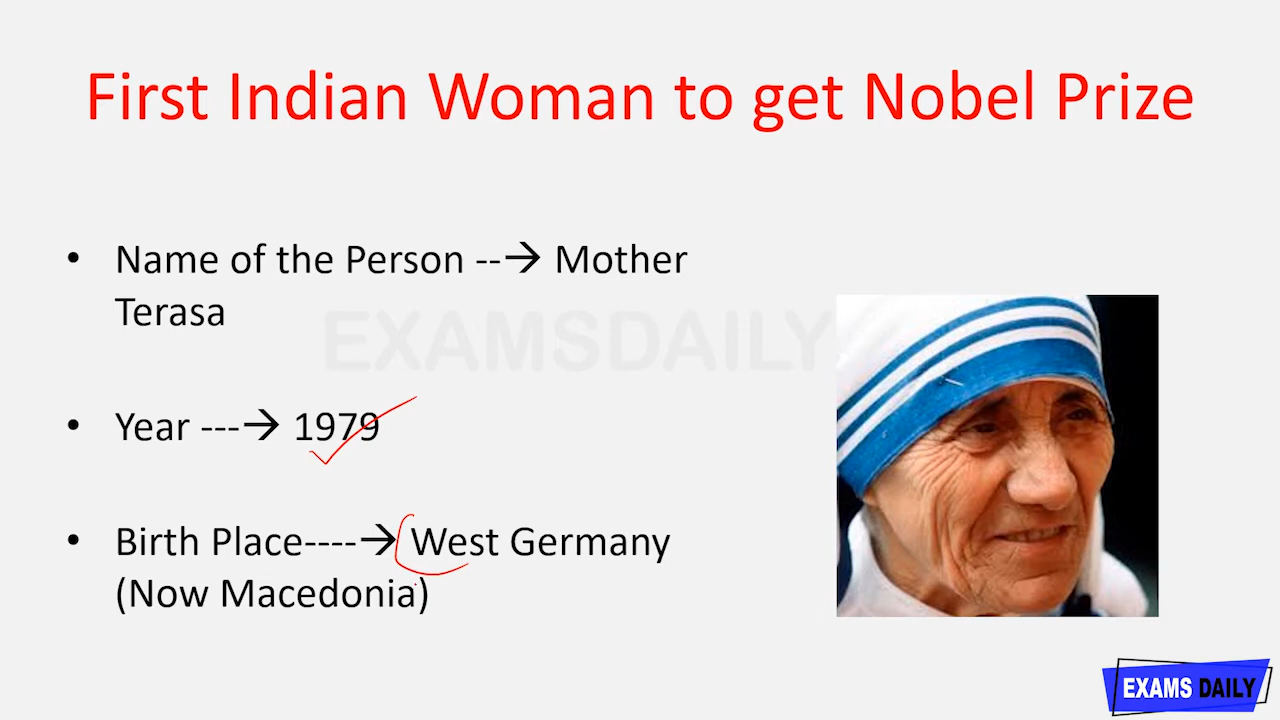 First Indian Woman to get Nobel Prize
• Name of the Person --→ Mother
Terasa
EXAMSDAILY
• Year ---→ 1979
• Birth Place----→ West Germany
(Now Macedonia)
EXAMS DAILY